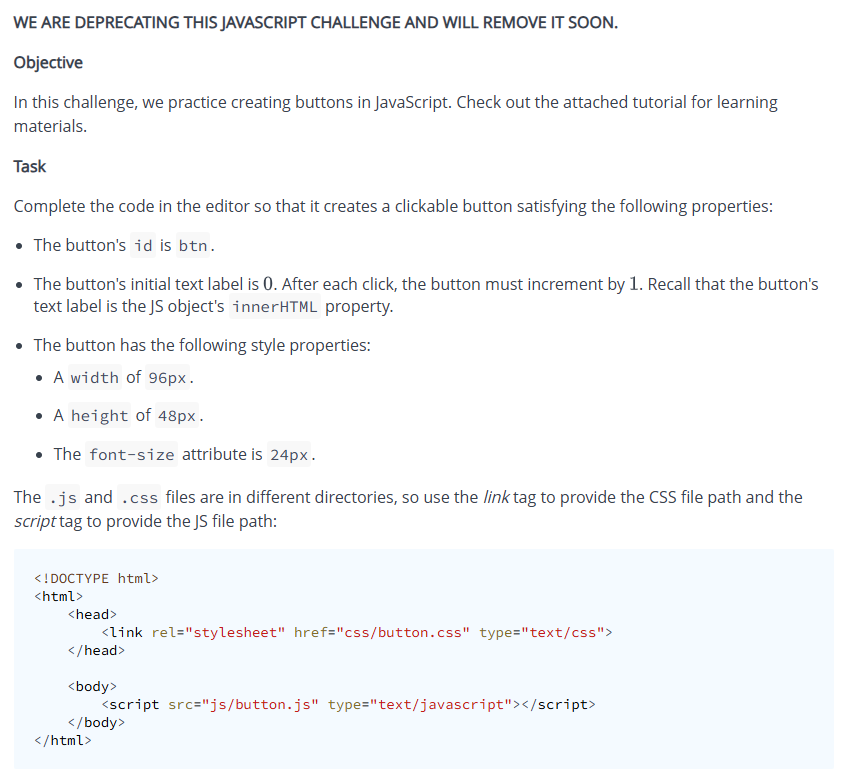 WE ARE DEPRECATING THIS JAVASCRIPT CHALLENGE AND WILL REMOVE IT SOON.
Objective
In this challenge, we practice creating buttons in JavaScript. Check out the attached tutorial for learning
materials.
Task
Complete the code in the editor so that it creates a clickable button satisfying the following properties:
• The button's id is btn.
• The button's initial text label is 0. After each click, the button must increment by 1. Recall that the button's
text label is the JS object's innerHTML property.
• The button has the following style properties:
• A width of 96px.
• A height of 48px.
• The font-size attribute is 24px.
The .js and .css files are in different directories, so use the link tag to provide the CSS file path and the
script tag to provide the JS file path:
<!DOCTYPE html>
<html>
    <head>
        <link rel="stylesheet" href="css/button.css" type="text/css">
    </head>
    <body>
        <script src="js/button.js" type="text/javascript"></script>
    </body>
</html>